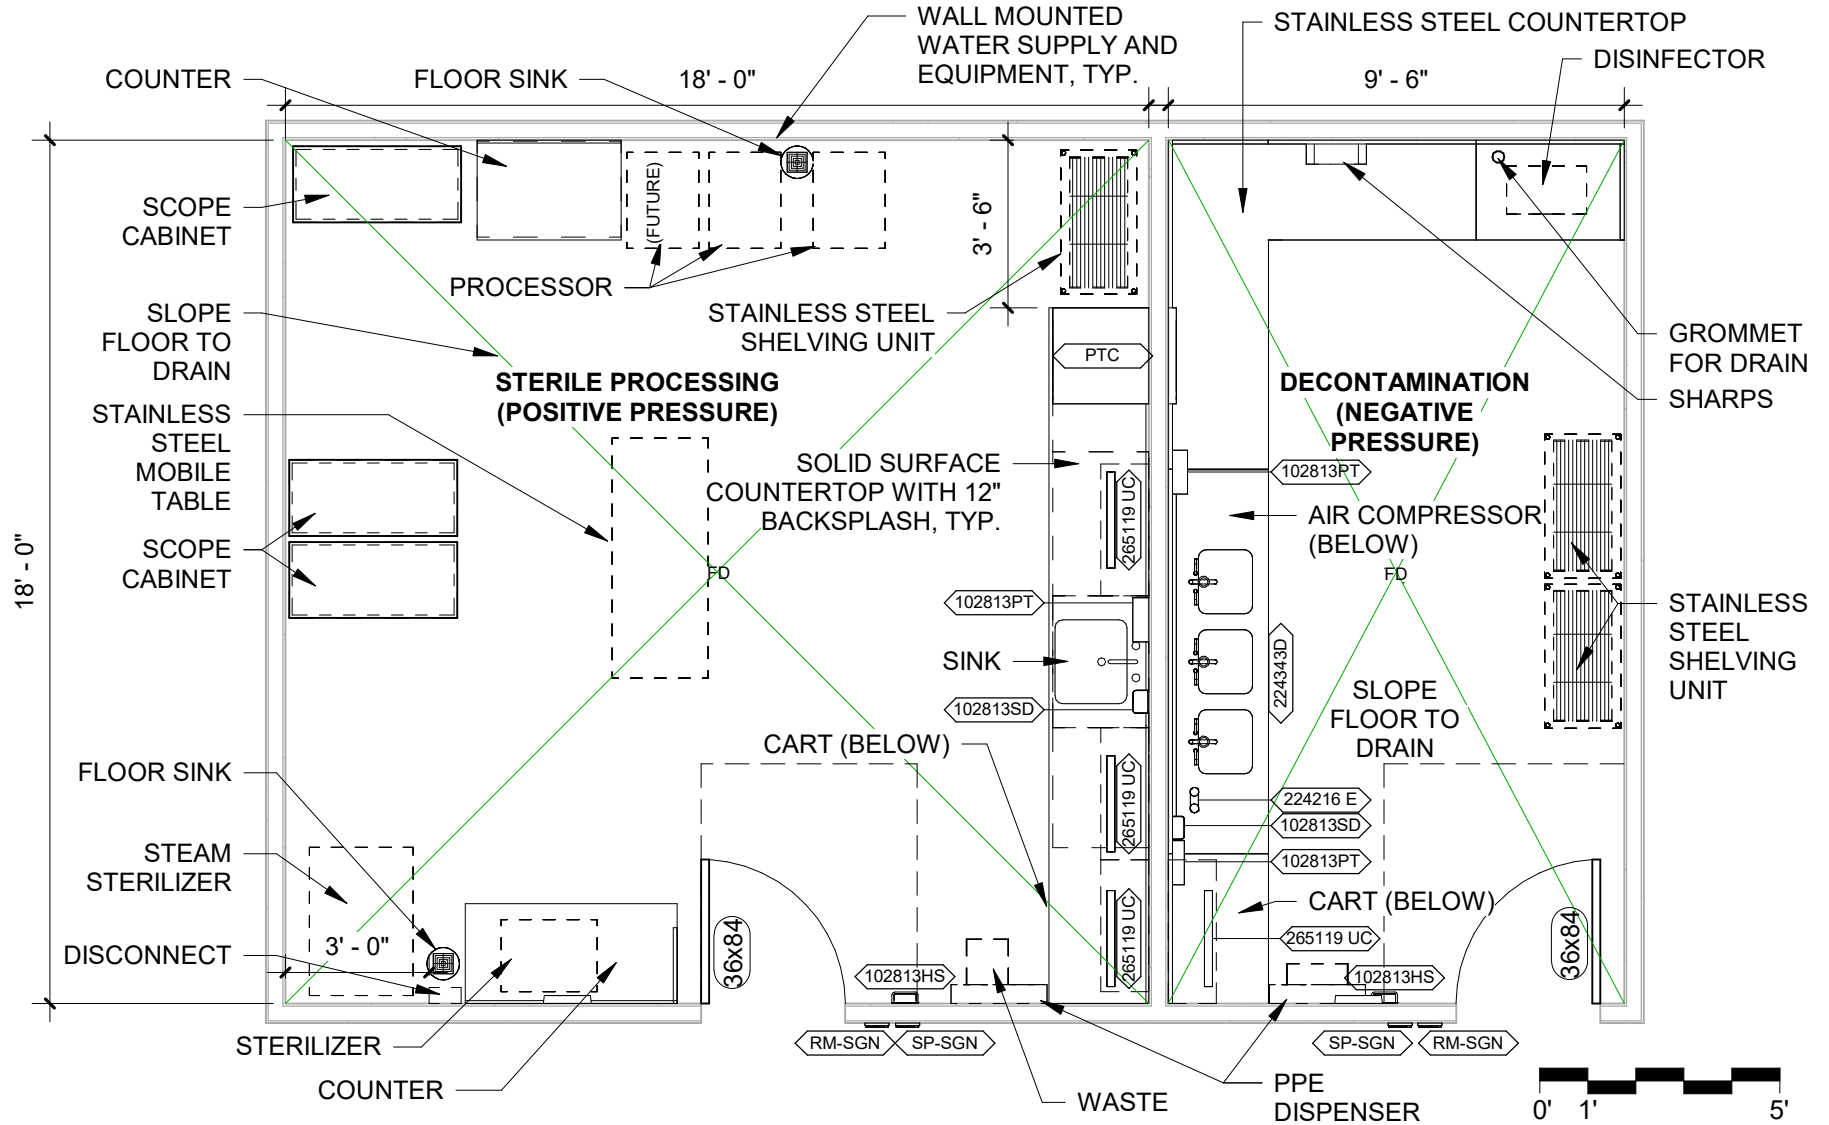 WALL MOUNTED
WATER SUPPLY AND
EQUIPMENT, TYP.
STAINLESS STEEL COUNTERTOP
DISINFECTOR
COUNTER
FLOOR SINK
18' - 0"
9' - 6"
SCOPE
CABINET
(FUTURE)
3' - 6"
PROCESSOR
SLOPE
FLOOR TO
DRAIN
STAINLESS STEEL
SHELVING UNIT
GROMMET
FOR DRAIN
PTC
SHARPS
STERILE PROCESSING
(POSITIVE PRESSURE)
DECONTAMINATION
(NEGATIVE
PRESSURE)
STAINLESS
STEEL
MOBILE
TABLE
SOLID SURFACE
COUNTERTOP WITH 12"
BACKSPLASH, TYP.
265119 UC
102813PT
AIR COMPRESSOR
(BELOW)
SCOPE
CABINET
18' - 0"
FD
FD
102813PT
STAINLESS
STEEL
SHELVING
UNIT
SINK
224343D
102813SD
SLOPE
FLOOR TO
DRAIN
CART (BELOW)
FLOOR SINK
265119 UC
224216 E
102813SD
102813PT
STEAM
STERILIZER
CART (BELOW)
265119 UC
265119 UC
36x84
36x84
3' - 0"
DISCONNECT
102813HS
102813HS
STERILIZER
RM-SGN
SP-SGN
SP-SGN
RM-SGN
COUNTER
WASTE
PPE
DISPENSER
0' 1' 5'